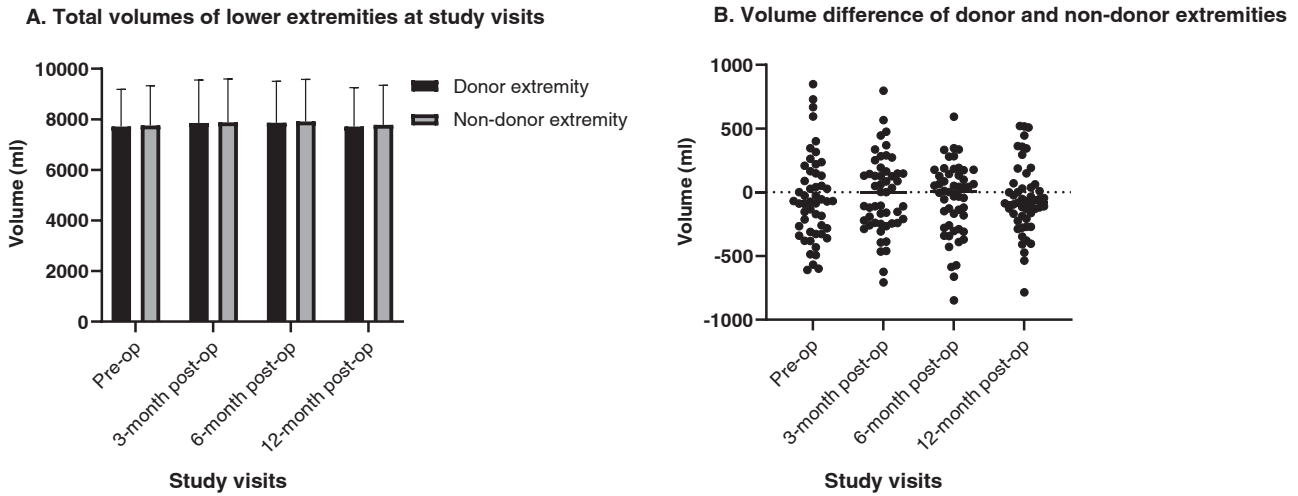 A. Total volumes of lower extremities at study visits
Volume (ml)
10000
8000
6000
4000
2000
0
Donor extremity
Non-donor extremity
Pre-op
3-month post-op
6-month post-op
12-month post-op
Study visits
B. Volume difference of donor and non-donor extremities
Volume (ml)
1000
500
0
-500
-1000
Pre-op
3-month post-op
6-month post-op
12-month post-op
Study visits